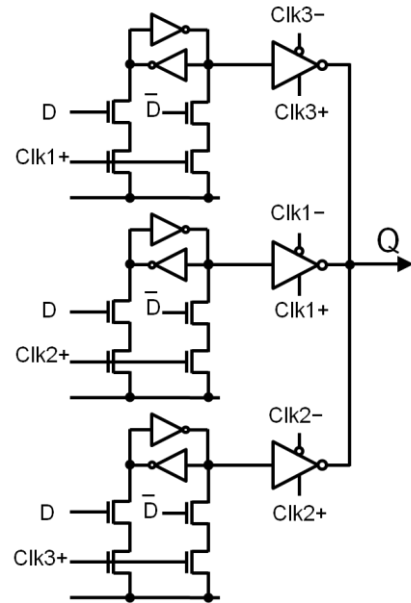 Clk3-
D
D̅
Clk1+
Clk3+
Clk1-
Q
D
D̅
Clk2+
Clk1+
Clk2-
D
D̅
Clk3+
Clk2+